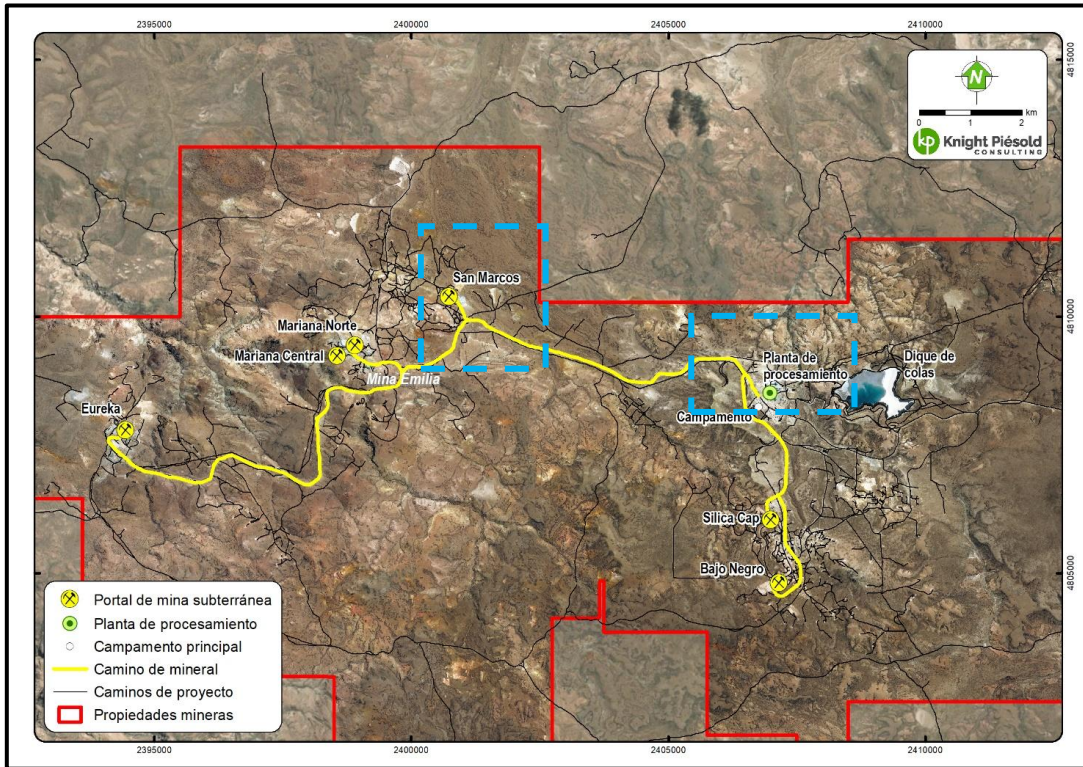 2395000
2400000
2405000
2410000
4815000
N
0 1 2
km
kp Knight Piésold
CONSULTING
San Marcos
4810000
Mariana Norte
Mariana Central
Mina Emilia
Planta de
procesamiento
Dique de
colas
Eureka
Campamento
Silica Cap
Bajo Negro
4805000
Portal de mina subterránea
Planta de procesamiento
Campamento principal
Camino de mineral
Caminos de proyecto
Propiedades mineras
2395000
2400000
2405000
2410000